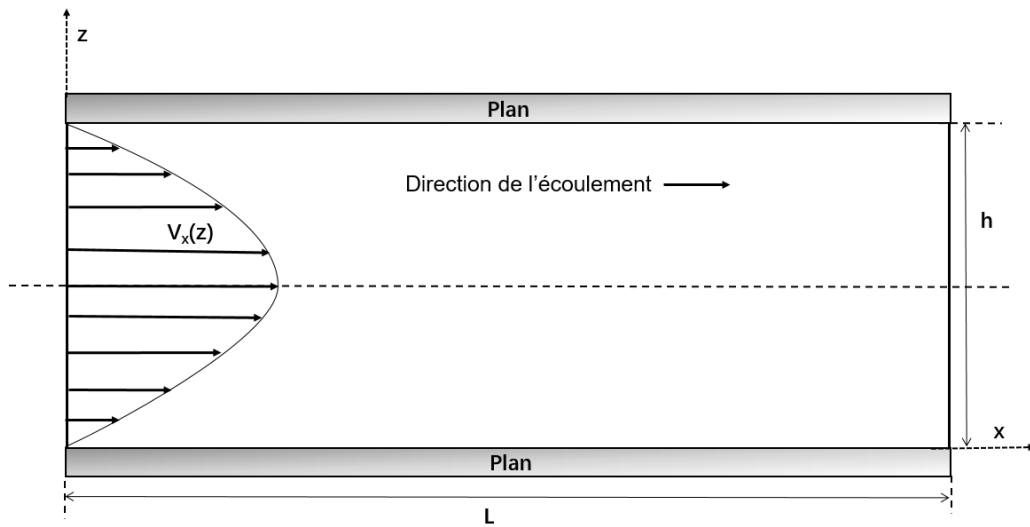 z
Plan
Direction de l’écoulement
Vx(z)
h
x
Plan
L